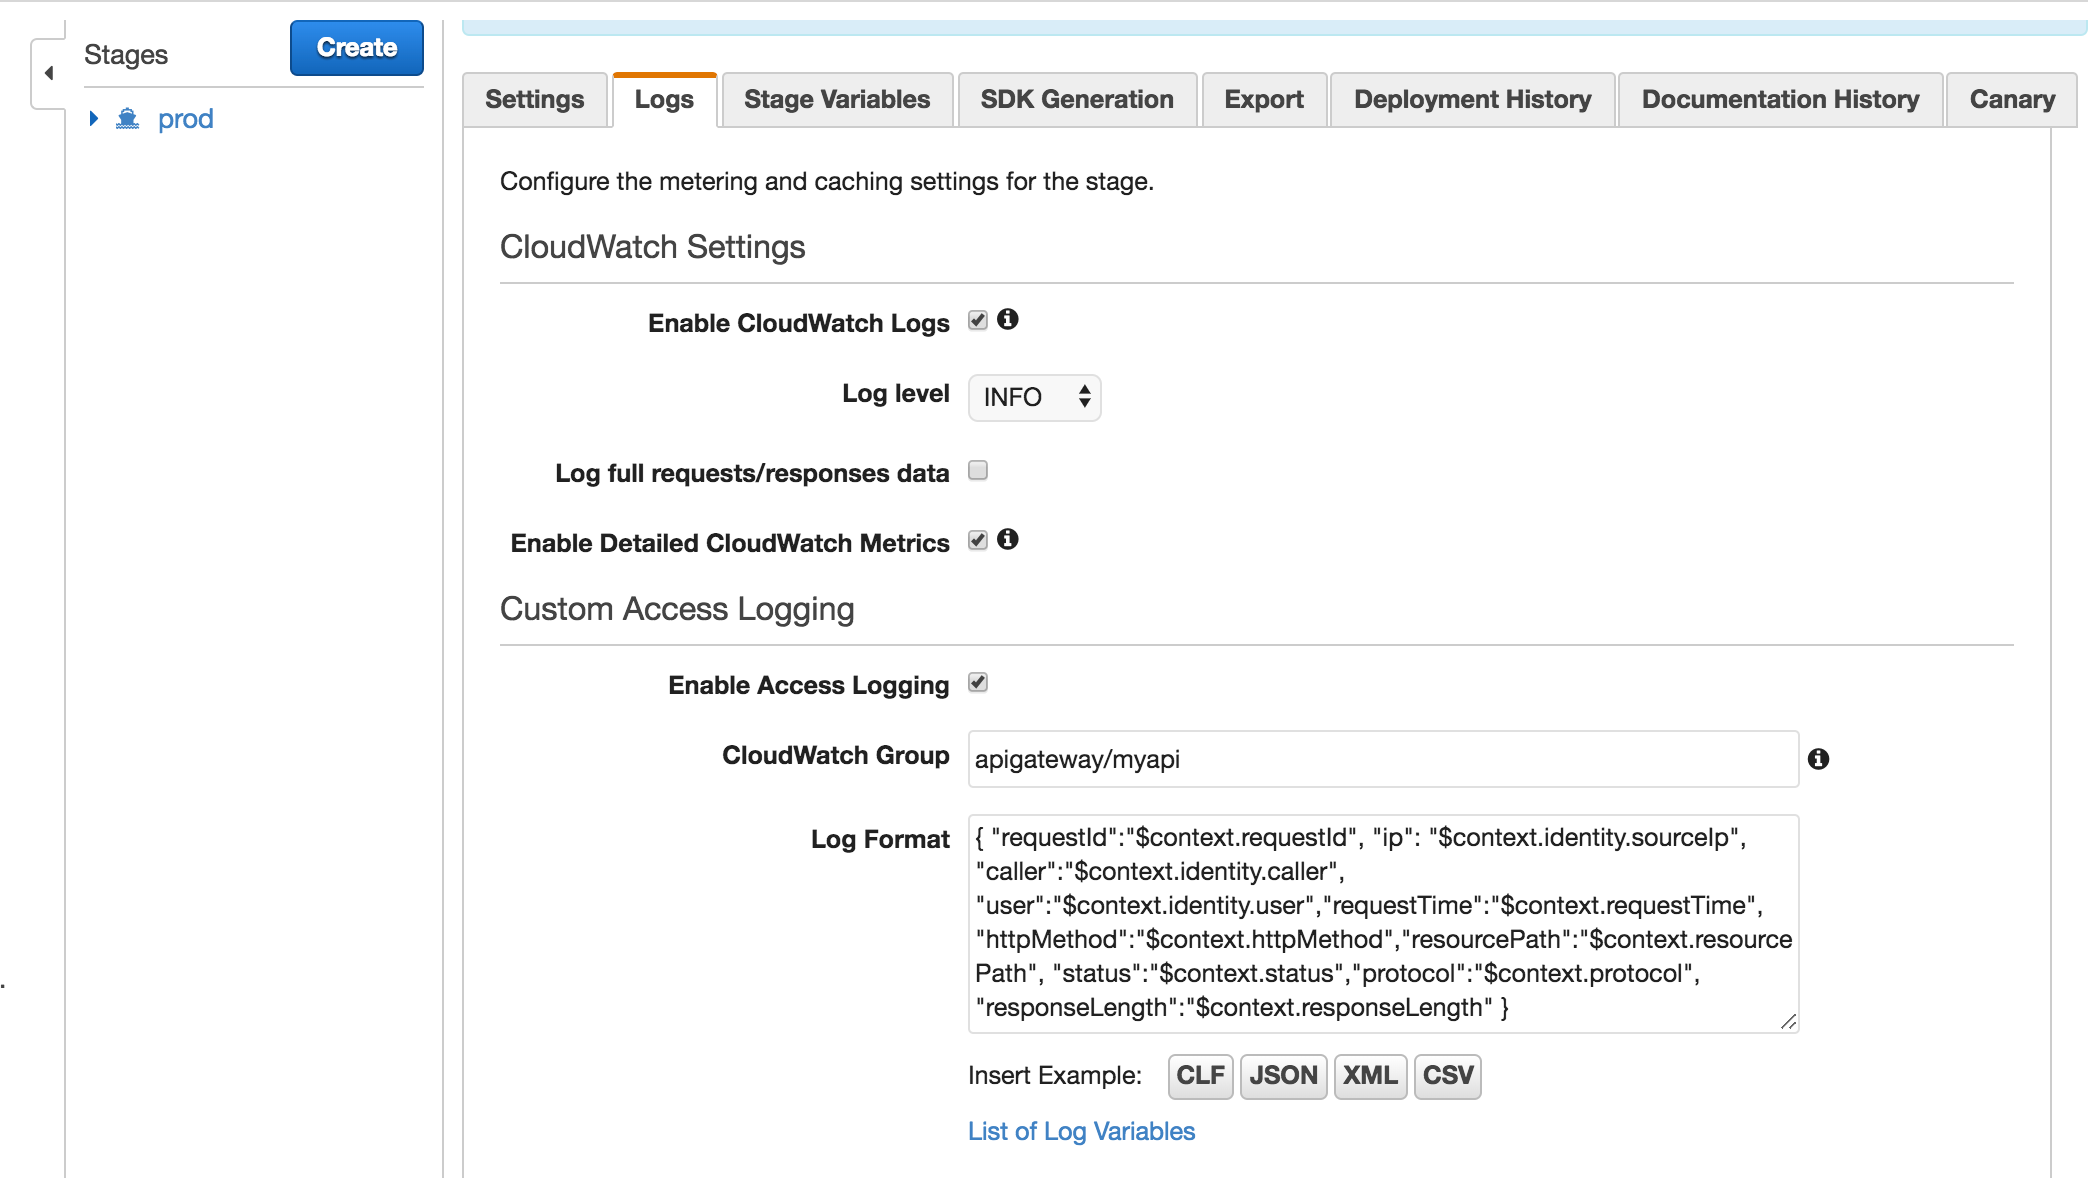 Stages
Create
prod
Settings
Logs
Stage Variables
SDK Generation
Export
Deployment History
Documentation History
Canary
Configure the metering and caching settings for the stage.
CloudWatch Settings
Enable CloudWatch Logs
Log level
INFO
Log full requests/responses data
Enable Detailed CloudWatch Metrics
Custom Access Logging
Enable Access Logging
CloudWatch Group
apigateway/myapi
Log Format
{ "requestId":"$context.requestId", "ip": "$context.identity.sourceIp",
"caller":"$context.identity.caller",
"user":"$context.identity.user","requestTime":"$context.requestTime",
"httpMethod":"$context.httpMethod","resourcePath":"$context.resource
Path", "status":"$context.status","protocol":"$context.protocol",
"responseLength":"$context.responseLength" }
Insert Example:
CLF
JSON
XML
CSV
List of Log Variables